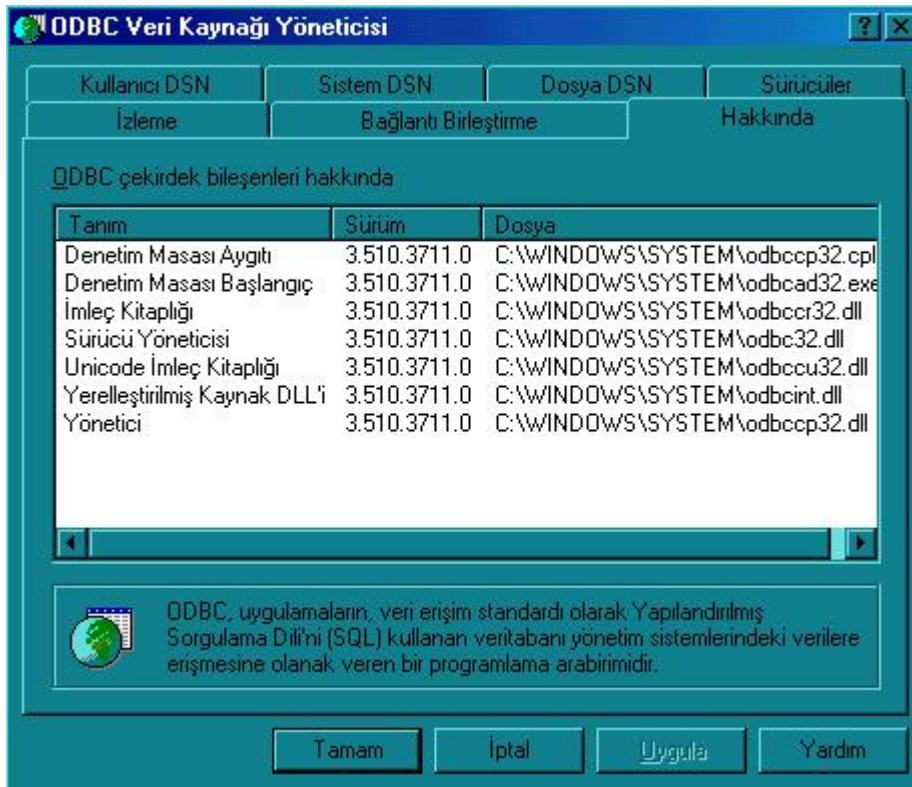 ODBC Veri Kaynağı Yöneticisi
Kullanıcı DSN Sistem DSN Dosya DSN Sürücüler
İzleme Bağlantı Birleştirme Hakkında
ODBC çekirdek bileşenleri hakkında
Tanım Sürüm Dosya
Denetim Masası Aygıtı 3.510.3711.0 C:\WINDOWS\SYSTEM\odbccp32.cpl
Denetim Masası Başlangıç 3.510.3711.0 C:\WINDOWS\SYSTEM\odbcad32.exe
İmleç Kitaplığı 3.510.3711.0 C:\WINDOWS\SYSTEM\odbccr32.dll
Sürücü Yöneticisi 3.510.3711.0 C:\WINDOWS\SYSTEM\odbc32.dll
Unicode İmleç Kitaplığı 3.510.3711.0 C:\WINDOWS\SYSTEM\odbccu32.dll
Yerelleştirilmiş Kaynak DLL'i 3.510.3711.0 C:\WINDOWS\SYSTEM\odbcint.dll
Yönetici 3.510.3711.0 C:\WINDOWS\SYSTEM\odbccp32.dll
ODBC, uygulamaların, veri erişim standardı olarak Yapılandırılmış
Sorgulama Dili'ni (SQL) kullanan veritabanı yönetim sistemlerindeki verilere
erişmesine olanak veren bir programlama arabirimidir.
Tamam İptal Uygula Yardım